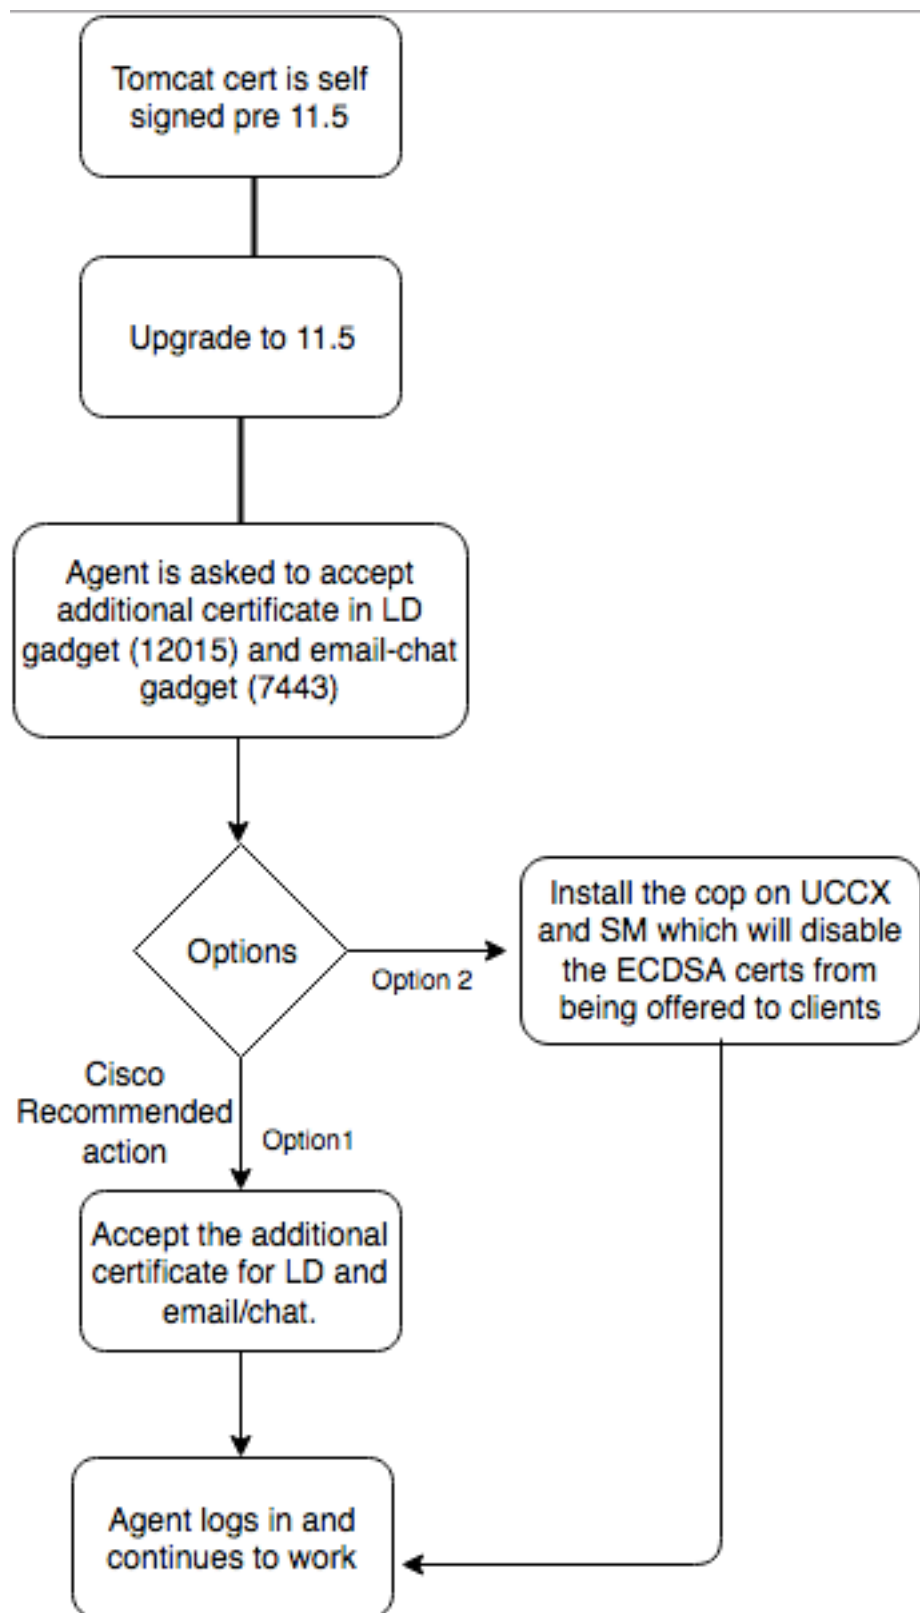 Tomcat cert is self
signed pre 11.5
Upgrade to 11.5
Agent is asked to accept
additional certificate in LD
gadget (12015) and email-chat
gadget (7443)
Options
Option 2
Install the cop on UCCX
and SM which will disable
the ECDSA certs from
being offered to clients
Cisco
Recommended
action
Option1
Accept the additional
certificate for LD and
email/chat.
Agent logs in and
continues to work